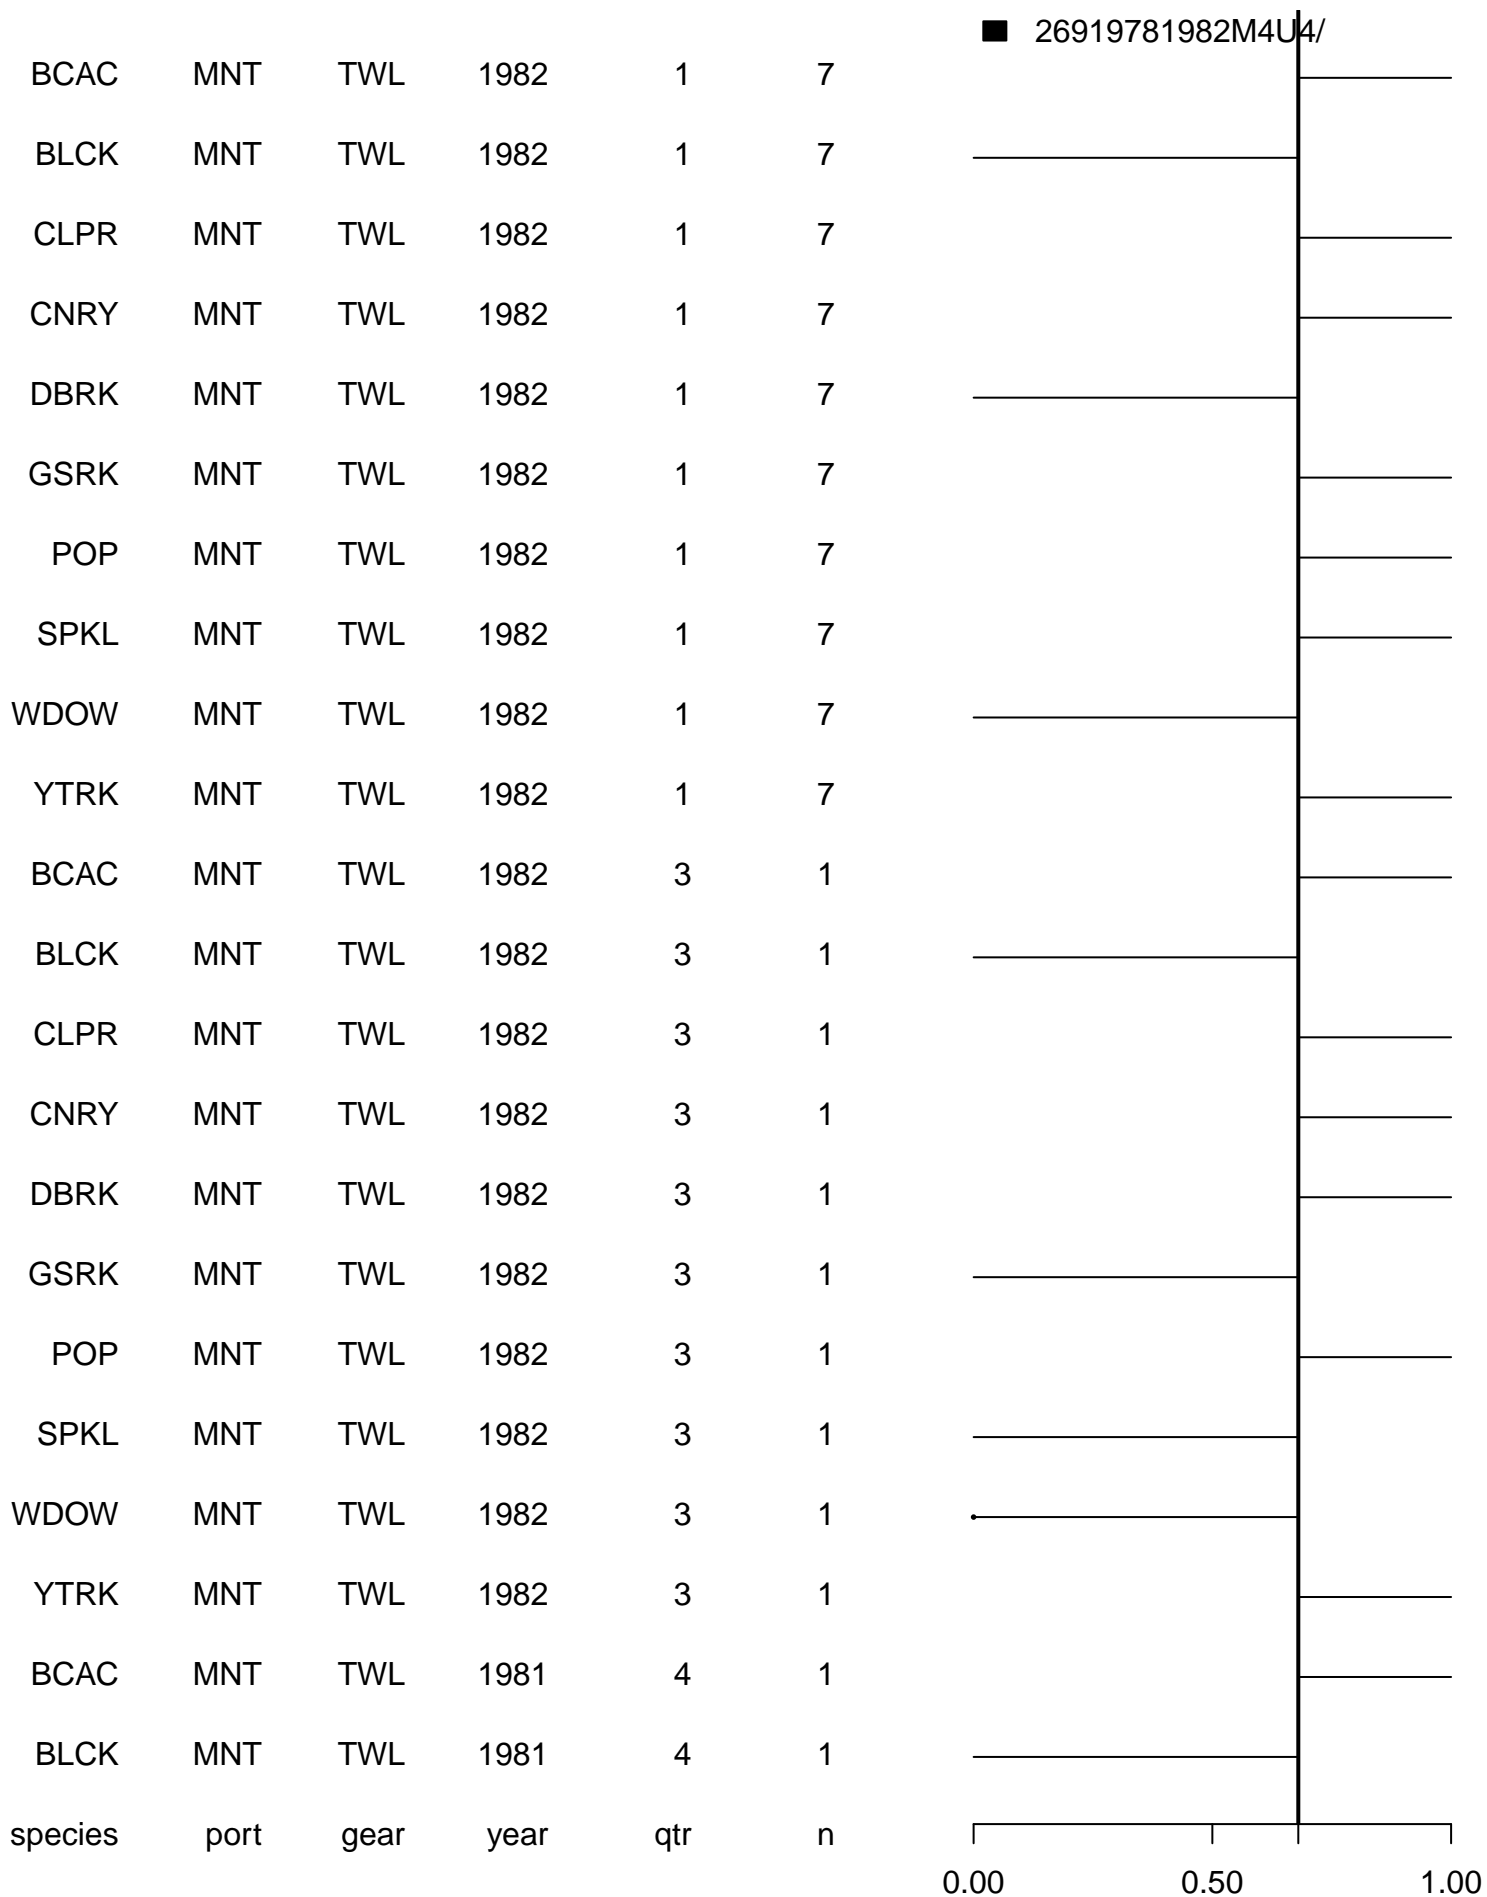 26919781982M4U4/
BCAC MNT TWL 1982 1 7
BLCK MNT TWL 1982 1 7
CLPR MNT TWL 1982 1 7
CNRY MNT TWL 1982 1 7
DBRK MNT TWL 1982 1 7
GSRK MNT TWL 1982 1 7
POP MNT TWL 1982 1 7
SPKL MNT TWL 1982 1 7
WDOW MNT TWL 1982 1 7
YTRK MNT TWL 1982 1 7
BCAC MNT TWL 1982 3 1
BLCK MNT TWL 1982 3 1
CLPR MNT TWL 1982 3 1
CNRY MNT TWL 1982 3 1
DBRK MNT TWL 1982 3 1
GSRK MNT TWL 1982 3 1
POP MNT TWL 1982 3 1
SPKL MNT TWL 1982 3 1
WDOW MNT TWL 1982 3 1
YTRK MNT TWL 1982 3 1
BCAC MNT TWL 1981 4 1
BLCK MNT TWL 1981 4 1
species port gear year qtr n
0.00 0.50 1.00